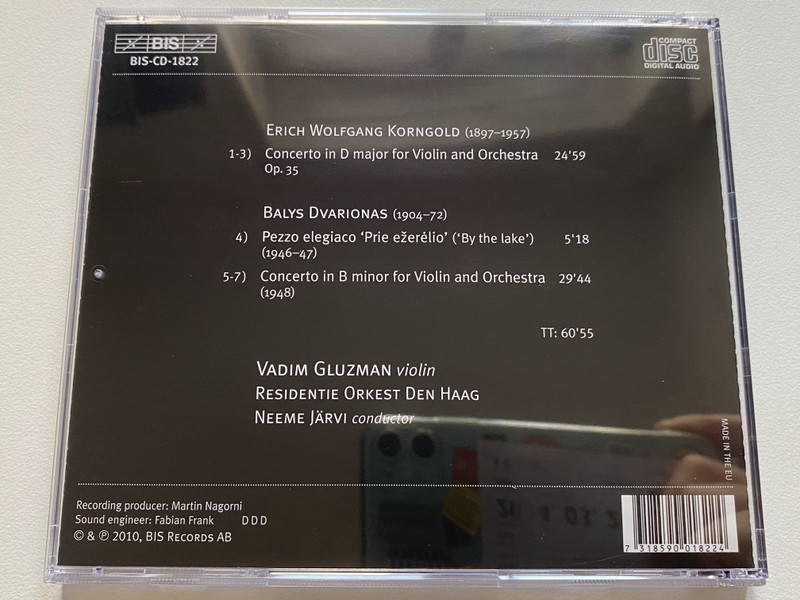 BIS
BIS-CD-1822
COMPACT
disc
DIGITAL AUDIO
ERICH WOLFGANG KORNGOLD (1897–1957)
1-3) Concerto in D major for Violin and Orchestra 24'59
Op. 35
BALYS DVARIONAS (1904–72)
4) Pezzo elegiaco ‘Prie ežerėlio’ (‘By the lake’) 5'18
(1946–47)
5-7) Concerto in B minor for Violin and Orchestra 29'44
(1948)
TT: 60'55
VADIM GLUZMAN violin
RESIDENTIE ORKEST DEN HAAG
NEEME JÄRVI conductor
MADE IN THE EU
Recording producer: Martin Nagorni
Sound engineer: Fabian Frank D D D
© & ℗ 2010, BIS RECORDS AB
7 318590 018224